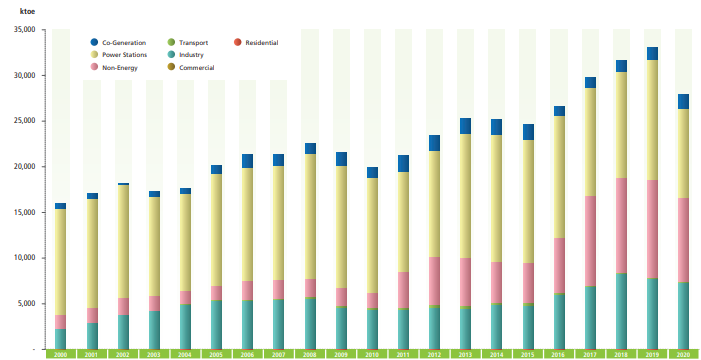 ktoe
35,000
30,000
25,000
20,000
15,000
10,000
5,000
-
Co-Generation Transport Residential
Power Stations Industry
Non-Energy Commercial
2000 2001 2002 2003 2004 2005 2006 2007 2008 2009 2010 2011 2012 2013 2014 2015 2016 2017 2018 2019 2020